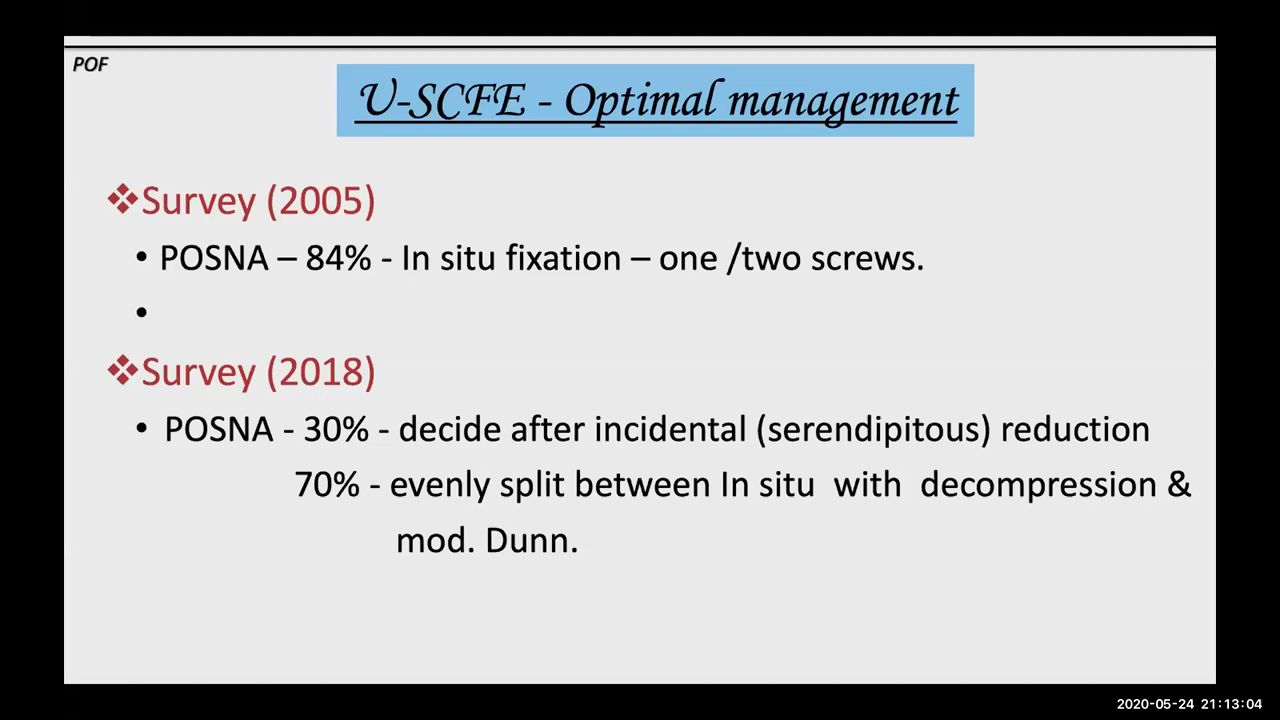 POF
U-SCFE - Optimal management
❖Survey (2005)
• POSNA – 84% - In situ fixation – one /two screws.
•
❖Survey (2018)
• POSNA - 30% - decide after incidental (serendipitous) reduction
70% - evenly split between In situ with decompression &
mod. Dunn.
2020-05-24 21:13:04